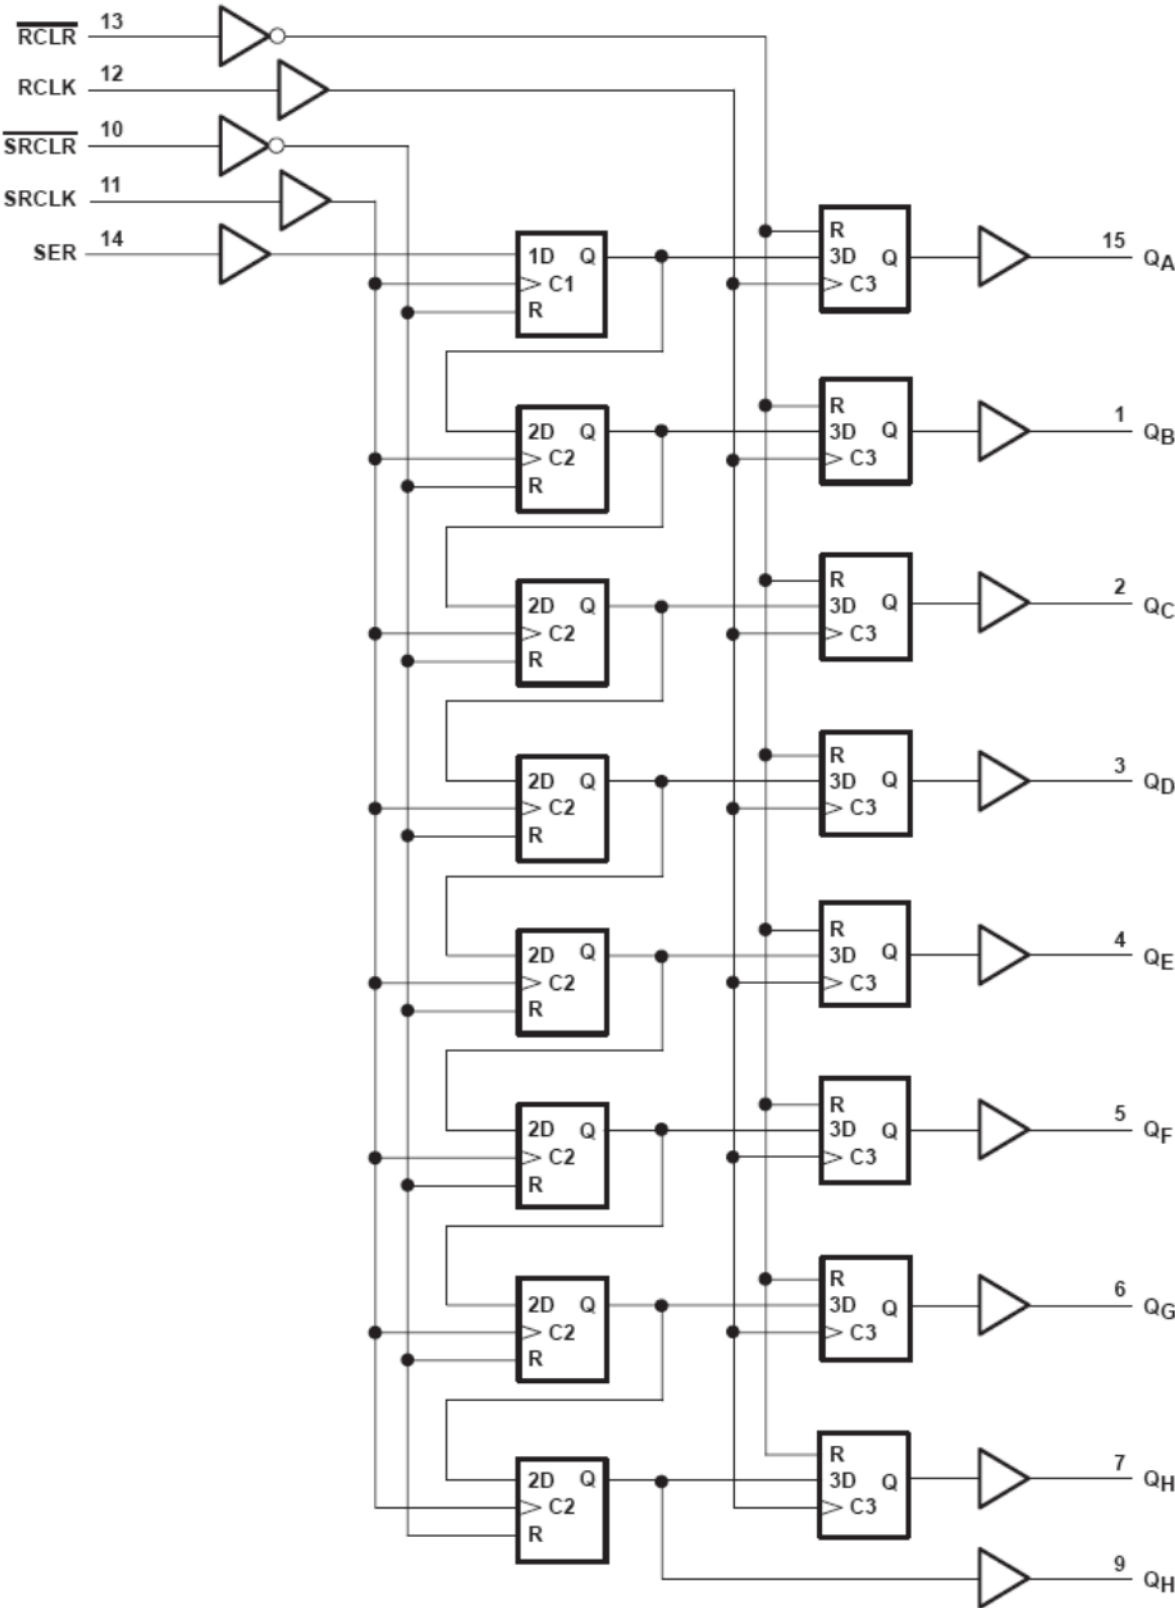 RCLR 13
RCLK 12
SRCLR 10
SRCLK 11
SER 14
1D Q
C1
R
R
3D Q
C3
15 QA
2D Q
C2
R
R
3D Q
C3
1 QB
2D Q
C2
R
R
3D Q
C3
2 QC
2D Q
C2
R
R
3D Q
C3
3 QD
2D Q
C2
R
R
3D Q
C3
4 QE
2D Q
C2
R
R
3D Q
C3
5 QF
2D Q
C2
R
R
3D Q
C3
6 QG
2D Q
C2
R
R
3D Q
C3
7 QH
9 QH